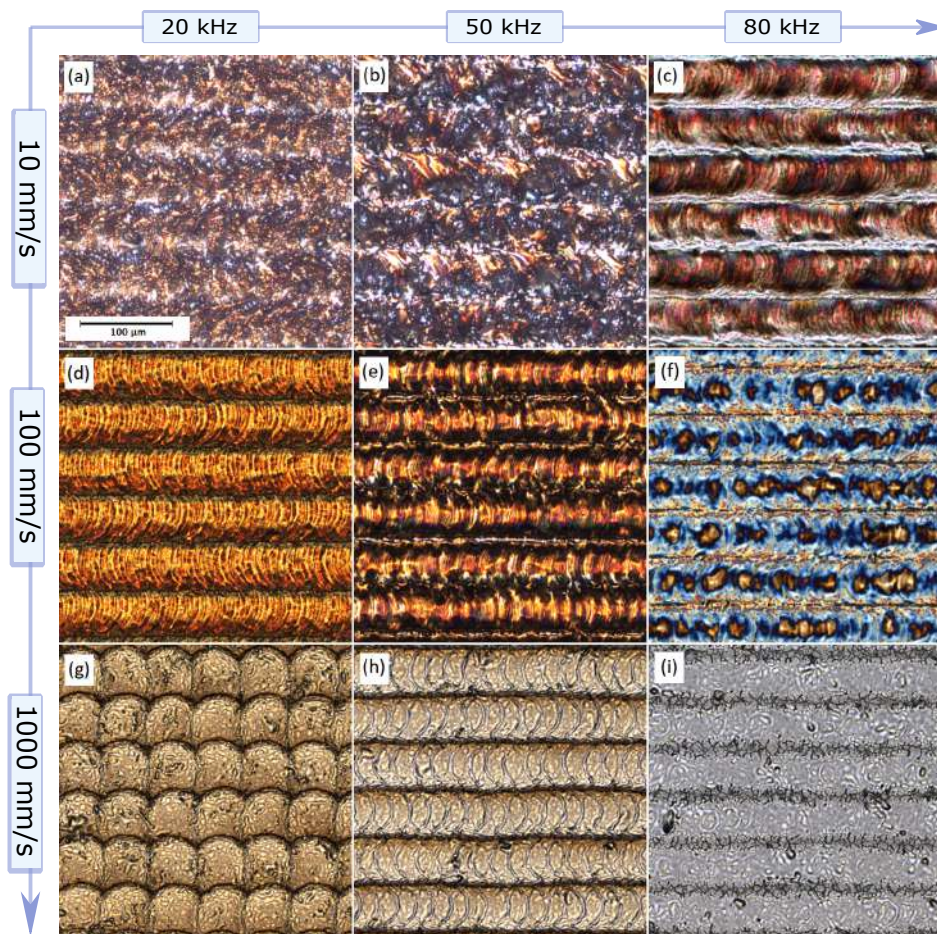 20 kHz
50 kHz
80 kHz
10 mm/s
(a)
(b)
(c)
100 µm
100 mm/s
(d)
(e)
(f)
1000 mm/s
(g)
(h)
(i)